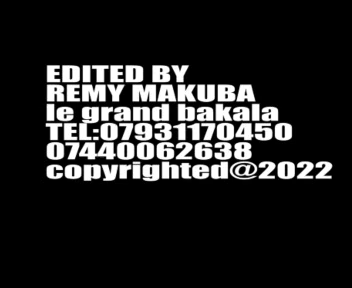 EDITED BY
REMY MAKUBA
le grand bakala
TEL:07931170450
07440062638
copyrighted@2022